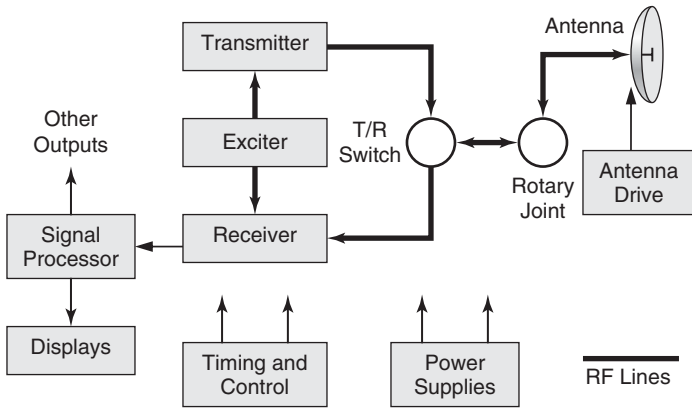 Transmitter
Antenna
Other
Outputs
Exciter
T/R
Switch
Rotary
Joint
Antenna
Drive
Signal
Processor
Receiver
Displays
Timing and
Control
Power
Supplies
RF Lines